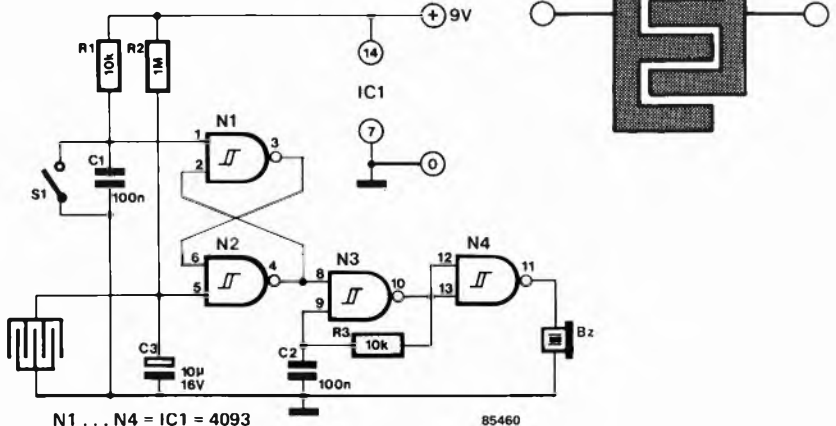 + 9V
R1
10k
R2
1M
14
IC1
7
0
N1
1
2
3
S1
C1
100n
N2
6
5
4
N3
8
9
10
N4
12
13
11
R3
10k
Bz
C3
10µ
16V
C2
100n
N1 . . . N4 = IC1 = 4093
85460